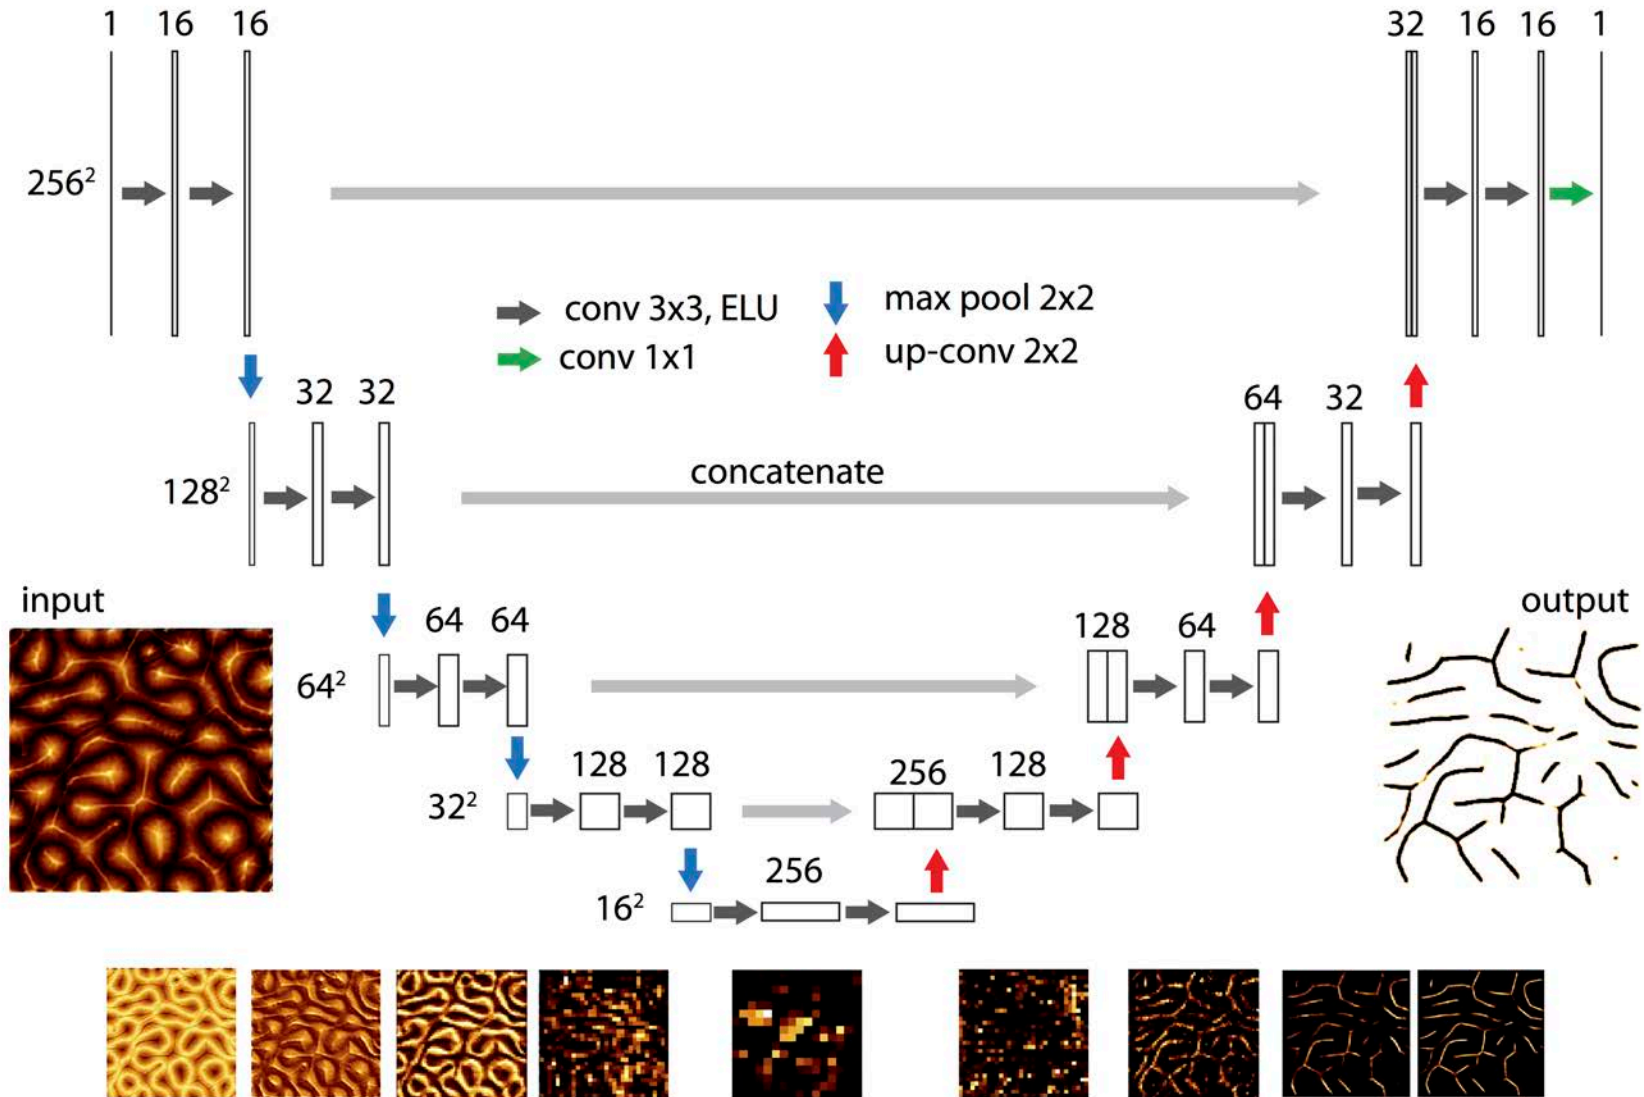 1 16 16 32 16 16 1
256²
conv 3x3, ELU max pool 2x2
conv 1x1 up-conv 2x2
32 32 64 32
concatenate
128²
input output
64 64 128 64
64²
128 128 256 128
32²
256
16²